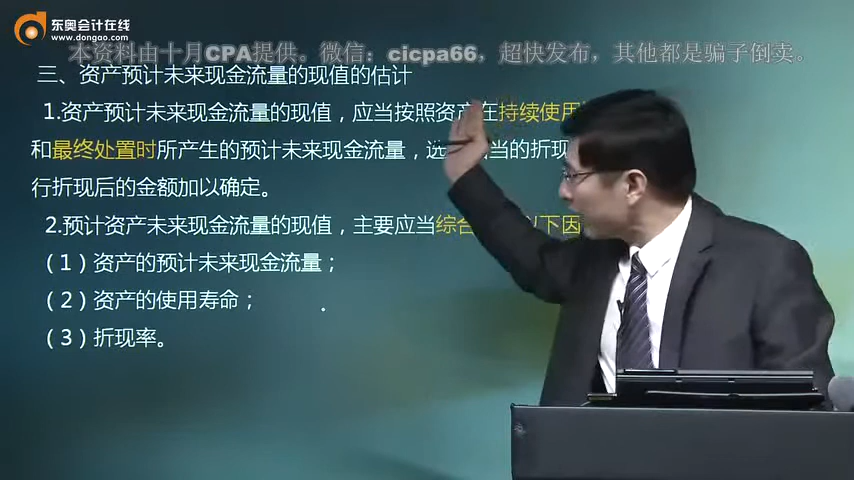 东奥会计在线
www.dongao.com
本资料由十月CPA提供。微信：cicpa66，超快发布，其他都是骗子倒卖。
三、资产预计未来现金流量的现值的估计
1.资产预计未来现金流量的现值，应当按照资产在持续使用
和最终处置时所产生的预计未来现金流量，选 当的折现
行折现后的金额加以确定。
2.预计资产未来现金流量的现值，主要应当综合 以下因
（1）资产的预计未来现金流量；
（2）资产的使用寿命；
（3）折现率。